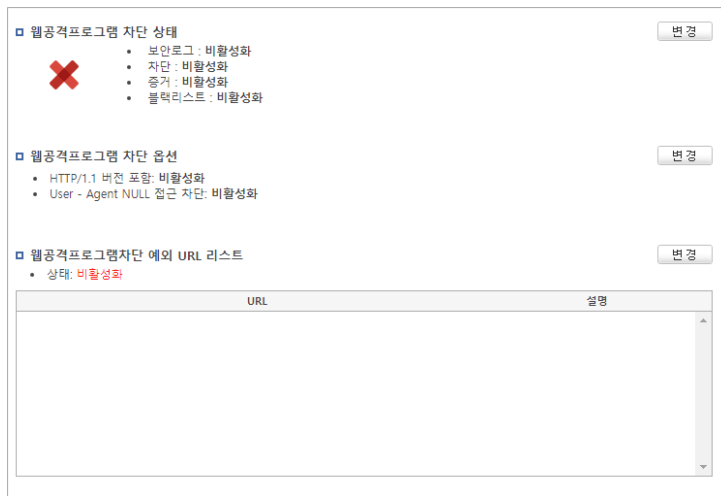 웹공격프로그램 차단 상태
변경
보안로그 : 비활성화
차단 : 비활성화
증거 : 비활성화
블랙리스트 : 비활성화
웹공격프로그램 차단 옵션
변경
HTTP/1.1 버전 포함: 비활성화
User - Agent NULL 접근 차단: 비활성화
웹공격프로그램차단 예외 URL 리스트
변경
상태: 비활성화
URL 설명